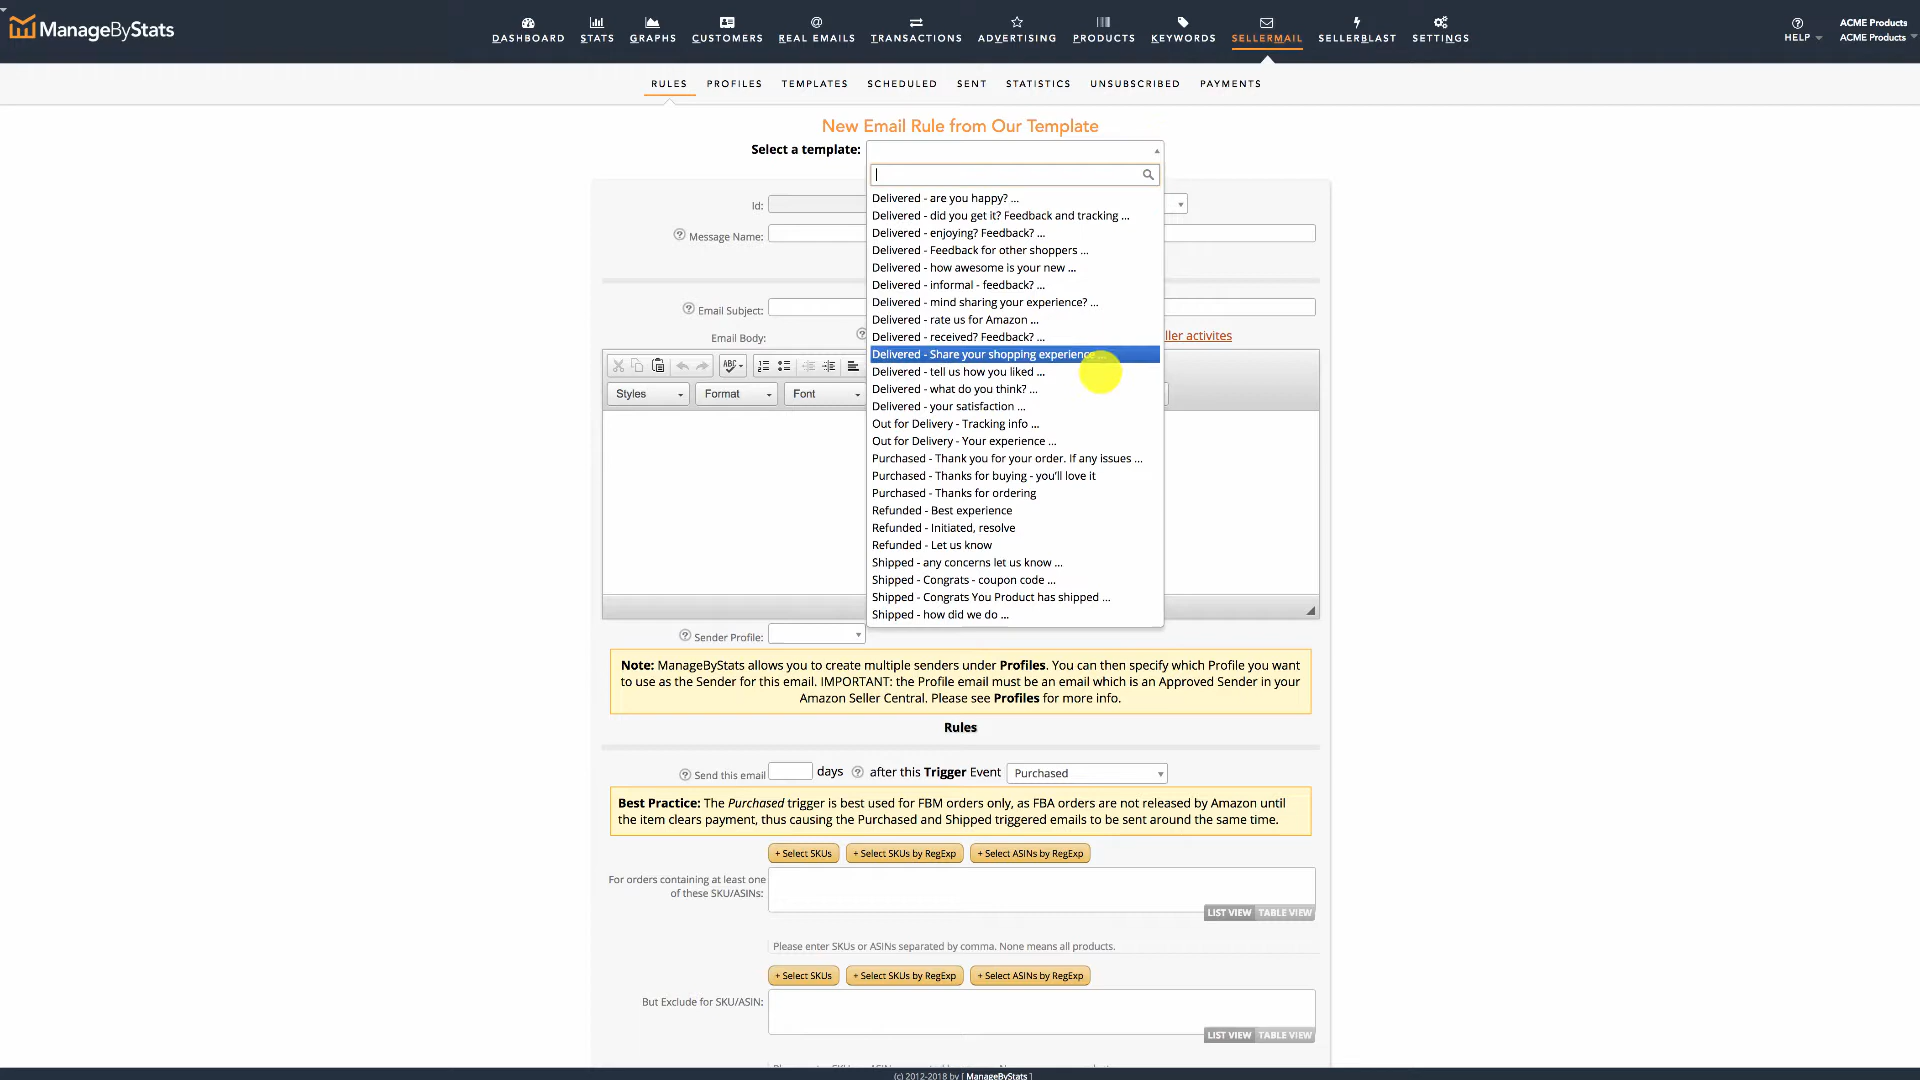 ManageByStats
DASHBOARD STATS GRAPHS CUSTOMERS REAL EMAILS TRANSACTIONS ADVERTISING PRODUCTS KEYWORDS SELLERMAIL SELLERBLAST SETTINGS
HELP
ACME Products
ACME Products
RULES PROFILES TEMPLATES SCHEDULED SENT STATISTICS UNSUBSCRIBED PAYMENTS
New Email Rule from Our Template
Select a template:
Id:
Message Name:
Email Subject:
Email Body:
ller activites
Styles Format Font
Delivered - are you happy? ...
Delivered - did you get it? Feedback and tracking ...
Delivered - enjoying? Feedback? ...
Delivered - Feedback for other shoppers ...
Delivered - how awesome is your new ...
Delivered - informal - feedback? ...
Delivered - mind sharing your experience? ...
Delivered - rate us for Amazon ...
Delivered - received? Feedback? ...
Delivered - Share your shopping experience ...
Delivered - tell us how you liked ...
Delivered - what do you think? ...
Delivered - your satisfaction ...
Out for Delivery - Tracking info ...
Out for Delivery - Your experience ...
Purchased - Thank you for your order. If any issues ...
Purchased - Thanks for buying - you'll love it
Purchased - Thanks for ordering
Refunded - Best experience
Refunded - Initiated, resolve
Refunded - Let us know
Shipped - any concerns let us know ...
Shipped - Congrats - coupon code ...
Shipped - Congrats You Product has shipped ...
Shipped - how did we do ...
Sender Profile:
Note: ManageByStats allows you to create multiple senders under Profiles. You can then specify which Profile you want
to use as the Sender for this email. IMPORTANT: the Profile email must be an email which is an Approved Sender in your
Amazon Seller Central. Please see Profiles for more info.
Rules
Send this email days after this Trigger Event Purchased
Best Practice: The Purchased trigger is best used for FBM orders only, as FBA orders are not released by Amazon until
the item clears payment, thus causing the Purchased and Shipped triggered emails to be sent around the same time.
+ Select SKUs + Select SKUs by RegExp + Select ASINs by RegExp
For orders containing at least one
of these SKU/ASINs:
LIST VIEW TABLE VIEW
Please enter SKUs or ASINs separated by comma. None means all products.
+ Select SKUs + Select SKUs by RegExp + Select ASINs by RegExp
But Exclude for SKU/ASIN:
LIST VIEW TABLE VIEW
(c) 2012-2018 by [ ManageByStats ]